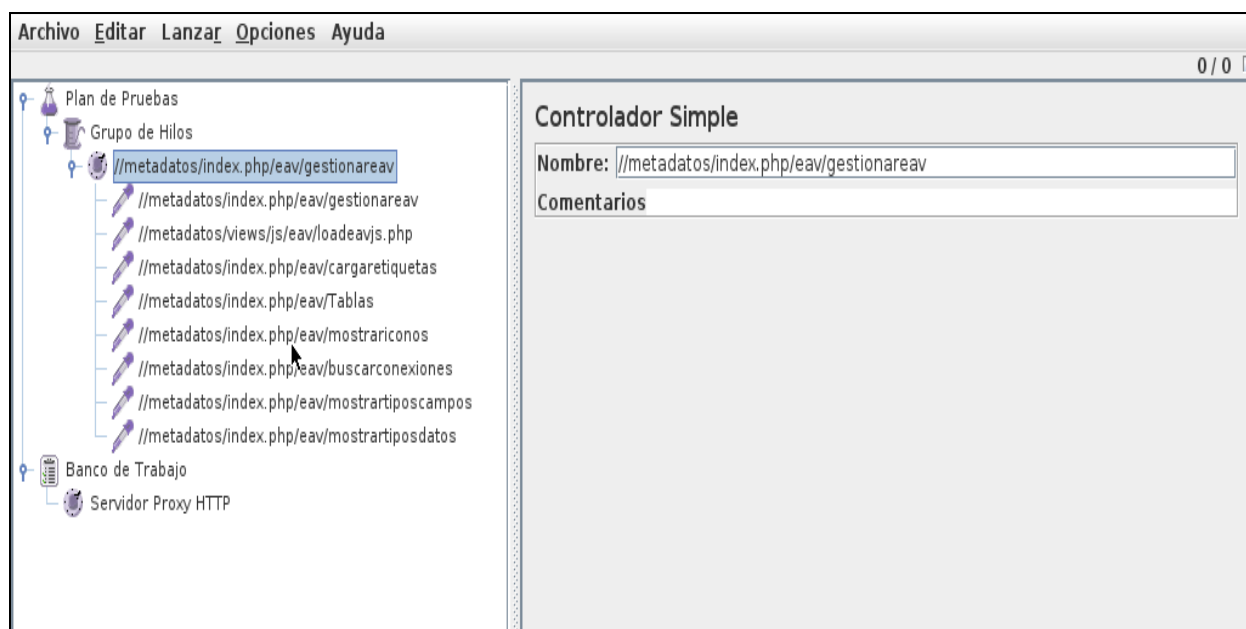 Archivo Editar Lanzar Opciones Ayuda
0 / 0
Plan de Pruebas
Grupo de Hilos
//metadatos/index.php/eav/gestionareav
//metadatos/index.php/eav/gestionareav
//metadatos/views/js/eav/loadeavjs.php
//metadatos/index.php/eav/cargaretiquetas
//metadatos/index.php/eav/Tablas
//metadatos/index.php/eav/mostrariconos
//metadatos/index.php/eav/buscarconexiones
//metadatos/index.php/eav/mostrartiposcampos
//metadatos/index.php/eav/mostrartiposdatos
Banco de Trabajo
Servidor Proxy HTTP
Controlador Simple
Nombre: //metadatos/index.php/eav/gestionareav
Comentarios